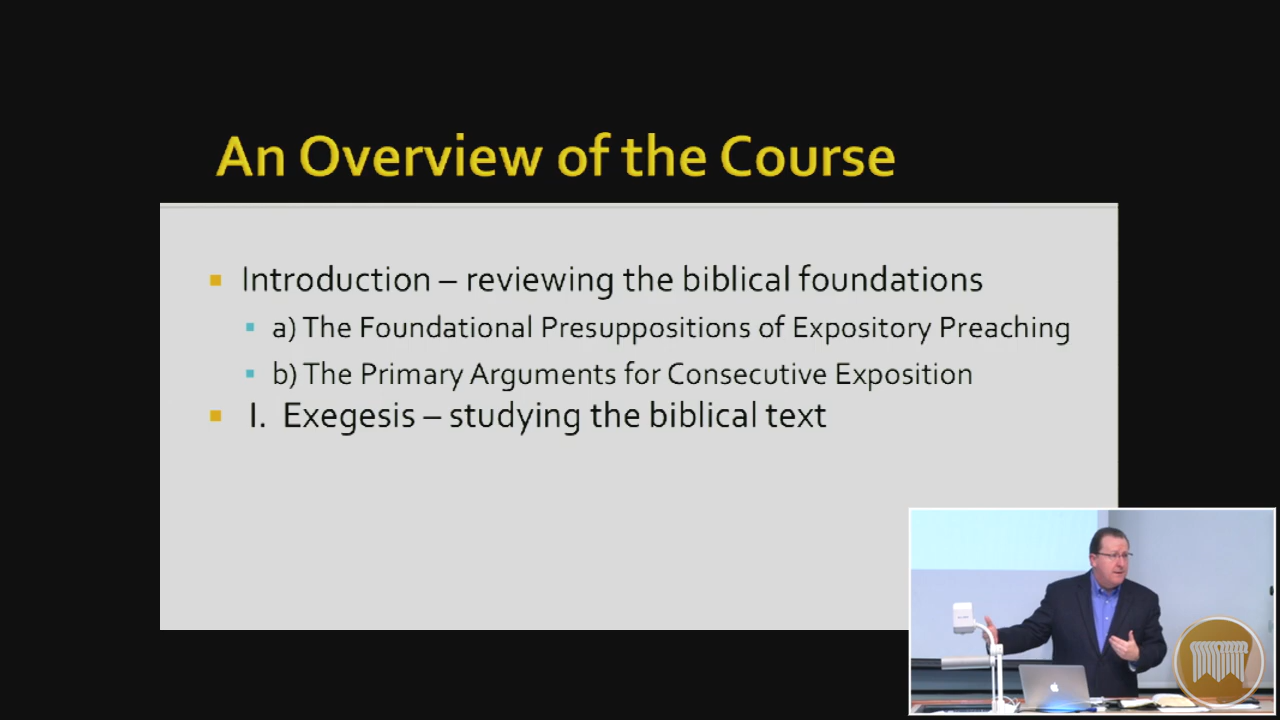 An Overview of the Course
Introduction – reviewing the biblical foundations
a) The Foundational Presuppositions of Expository Preaching
b) The Primary Arguments for Consecutive Exposition
I. Exegesis – studying the biblical text